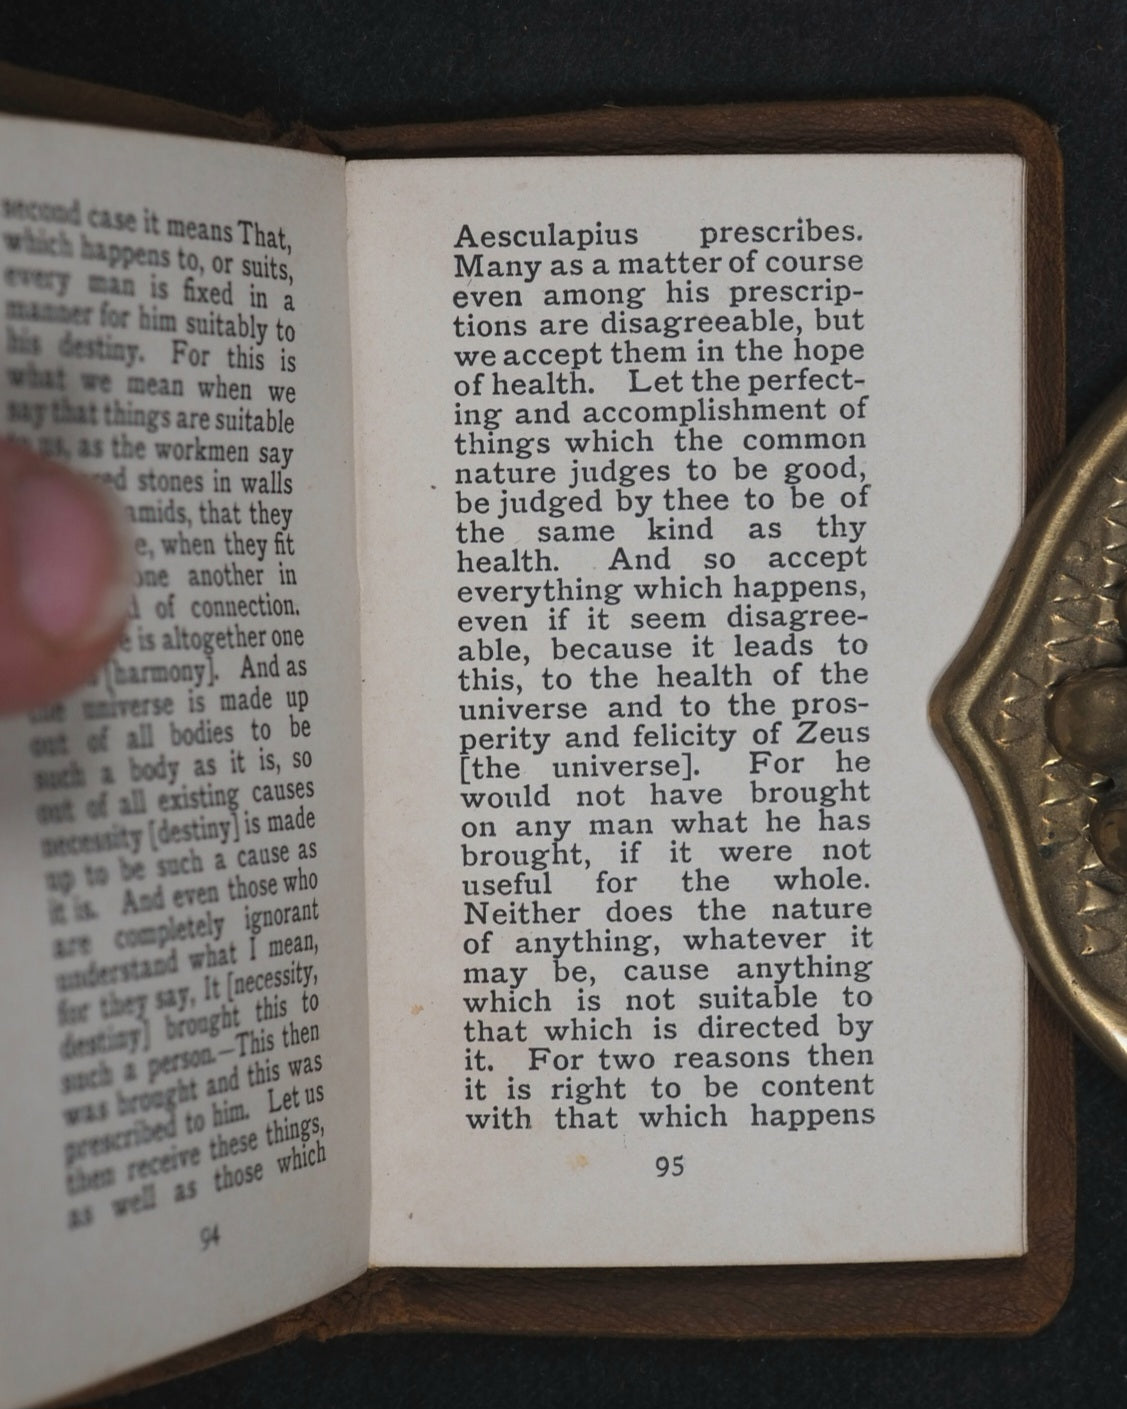 second case it means That,
which happens to, or suits,
every man is fixed in a
manner for him suitably to
his destiny. For this is
what we mean when we
say that things are suitable
us, as the workmen say
stones in walls
that they
when they fit
one another in
of connection.
is altogether one
[harmony]. And as
the universe is made up
out of all bodies to be
such a body as it is, so
out of all existing causes
necessity [destiny] is made
up to be such a cause as
it is. And even those who
are completely ignorant
understand what I mean,
for they say, It [necessity,
destiny] brought this to
such a person.—This then
was brought and this was
prescribed to him. Let us
then receive these things,
as well as those which
94
Aesculapius prescribes.
Many as a matter of course
even among his prescrip-
tions are disagreeable, but
we accept them in the hope
of health. Let the perfect-
ing and accomplishment of
things which the common
nature judges to be good,
be judged by thee to be of
the same kind as thy
health. And so accept
everything which happens,
even if it seem disagree-
able, because it leads to
this, to the health of the
universe and to the pros-
perity and felicity of Zeus
[the universe]. For he
would not have brought
on any man what he has
brought, if it were not
useful for the whole.
Neither does the nature
of anything, whatever it
may be, cause anything
which is not suitable to
that which is directed by
it. For two reasons then
it is right to be content
with that which happens
95